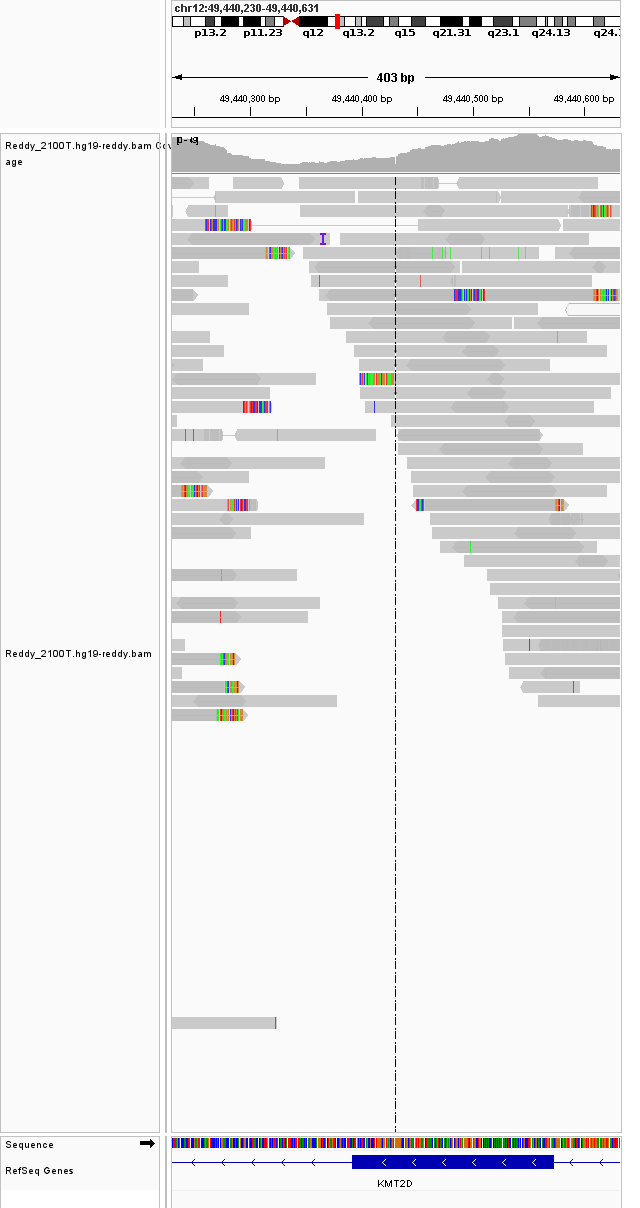 chr12:49,440,230-49,440,631
p13.2 p11.23 q12 q13.2 q15 q21.31 q23.1 q24.13 q24.
403 bp
49,440,300 bp 49,440,400 bp 49,440,500 bp 49,440,600 bp
Reddy_2100T.hg19-reddy.bam
age
Reddy_2100T.hg19-reddy.bam
Sequence
RefSeq Genes
KMT2D